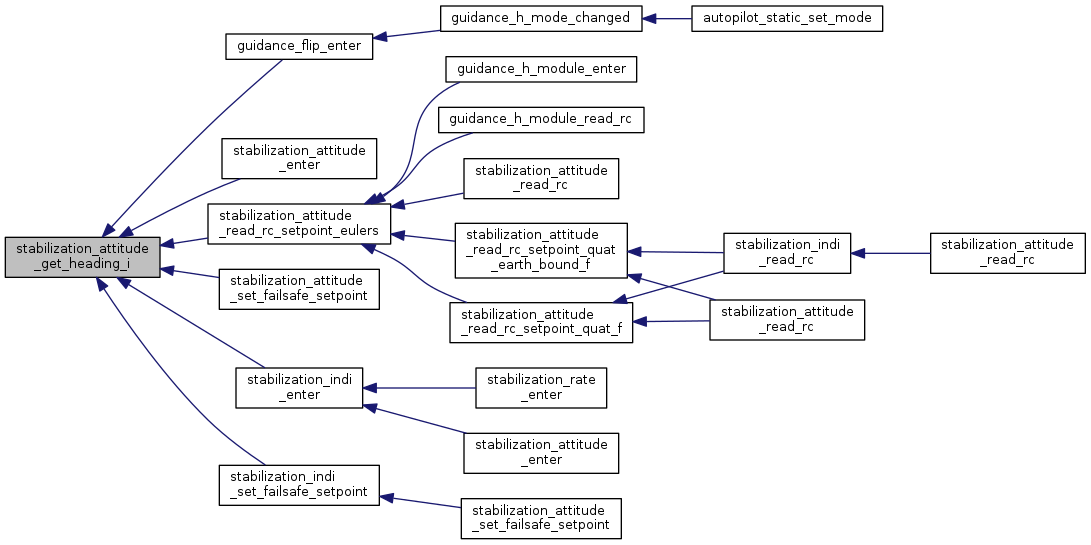 guidance_h_mode_changed
autopilot_static_set_mode
guidance_flip_enter
guidance_h_module_enter
guidance_h_module_read_rc
stabilization_attitude
_enter
stabilization_attitude
_read_rc
stabilization_attitude
_read_rc_setpoint_eulers
stabilization_attitude
_read_rc_setpoint_quat
_earth_bound_f
stabilization_indi
_read_rc
stabilization_attitude
_read_rc
stabilization_attitude
_get_heading_i
stabilization_attitude
_set_failsafe_setpoint
stabilization_attitude
_read_rc_setpoint_quat_f
stabilization_attitude
_read_rc
stabilization_indi
_enter
stabilization_rate
_enter
stabilization_attitude
_enter
stabilization_indi
_set_failsafe_setpoint
stabilization_attitude
_set_failsafe_setpoint